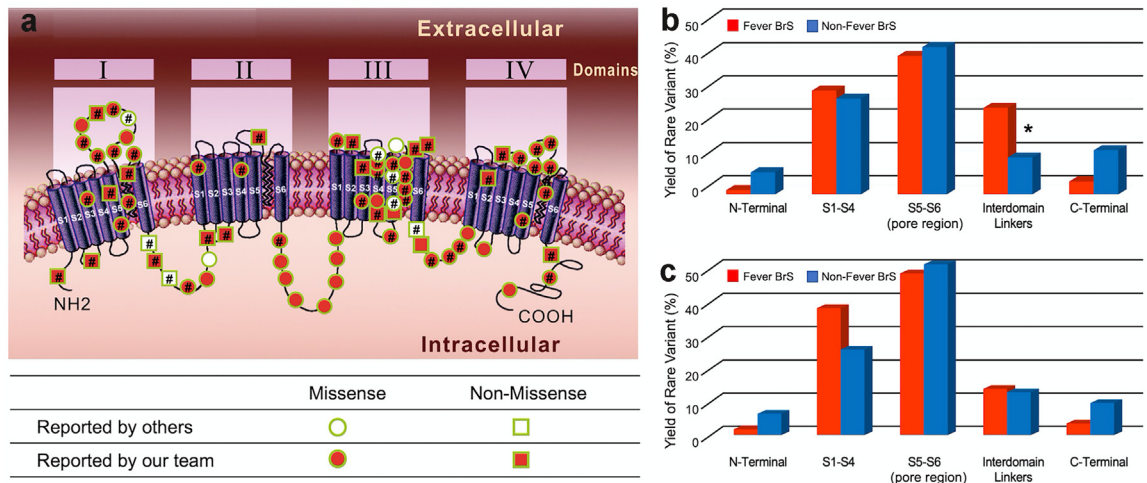 a
Extracellular
I II III IV Domains
# # # # # # # # # # # # # # # # # # # # # # # # # # # # # # # # # # # # # # # # # # # # # # # # # #
S1 S2 S3 S4 S5 S6
S1 S2 S3 S4 S5 S6
S1 S2 S3 S4 S5 S6
S1 S2 S3 S4 S5 S6
NH2
COOH
Intracellular
Missense Non-Missense
Reported by others
Reported by our team
b
Fever BrS Non-Fever BrS
Yield of Rare Variant (%)
50
40
30
20
10
0
*
N-Terminal S1-S4 S5-S6 Interdomain C-Terminal
(pore region) Linkers
c
Fever BrS Non-Fever BrS
Yield of Rare Variant (%)
50
40
30
20
10
0
N-Terminal S1-S4 S5-S6 Interdomain C-Terminal
(pore region) Linkers